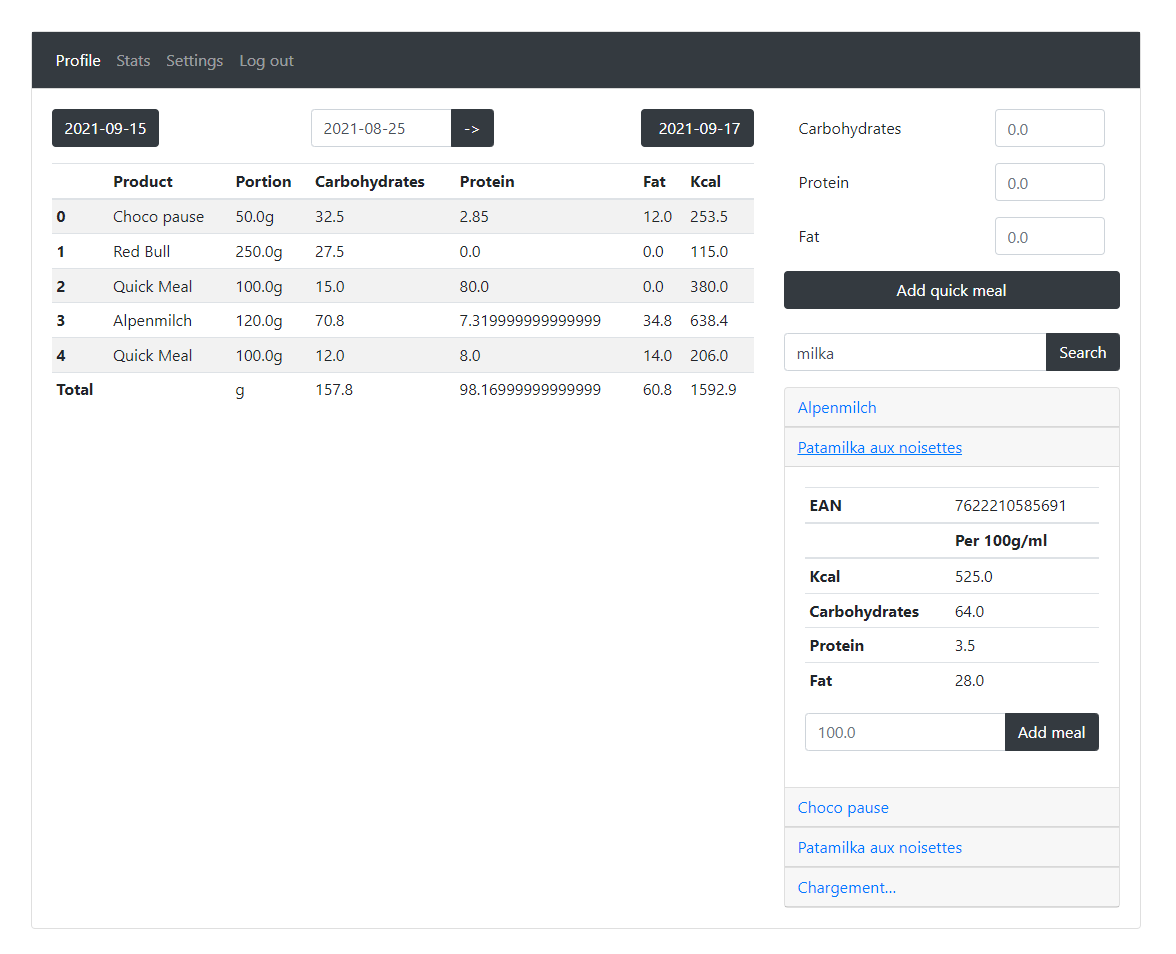 Profile Stats Settings Log out
2021-09-15 2021-08-25 -> 2021-09-17
Product Portion Carbohydrates Protein Fat Kcal
0 Choco pause 50.0g 32.5 2.85 12.0 253.5
1 Red Bull 250.0g 27.5 0.0 0.0 115.0
2 Quick Meal 100.0g 15.0 80.0 0.0 380.0
3 Alpenmilch 120.0g 70.8 7.319999999999999 34.8 638.4
4 Quick Meal 100.0g 12.0 8.0 14.0 206.0
Total g 157.8 98.16999999999999 60.8 1592.9
Carbohydrates 0.0
Protein 0.0
Fat 0.0
Add quick meal
milka Search
Alpenmilch
Patamilka aux noisettes
EAN 7622210585691
Per 100g/ml
Kcal 525.0
Carbohydrates 64.0
Protein 3.5
Fat 28.0
100.0 Add meal
Choco pause
Patamilka aux noisettes
Chargement...